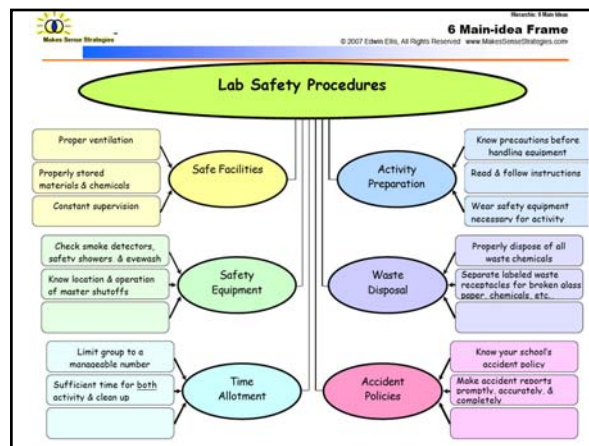 Hierarchic: 6 Main Ideas
Makes Sense Strategies
6 Main-idea Frame
© 2007 Edwin Ellis, All Rights Reserved www.MakesSenseStrategies.com
Lab Safety Procedures
Proper ventilation
Properly stored
materials & chemicals
Constant supervision
Safe Facilities
Activity
Preparation
Know precautions before
handling equipment
Read & follow instructions
Wear safety equipment
necessary for activity
Check smoke detectors,
safety showers, & eyewash
Know location & operation
of master shutoffs
Safety
Equipment
Waste
Disposal
Properly dispose of all
waste chemicals
Separate labeled waste
receptacles for broken glass
paper, chemicals, etc...
Limit group to a
manageable number
Sufficient time for both
activity & clean up
Time
Allotment
Accident
Policies
Know your school's
accident policy
Make accident reports
promptly, accurately, &
completely